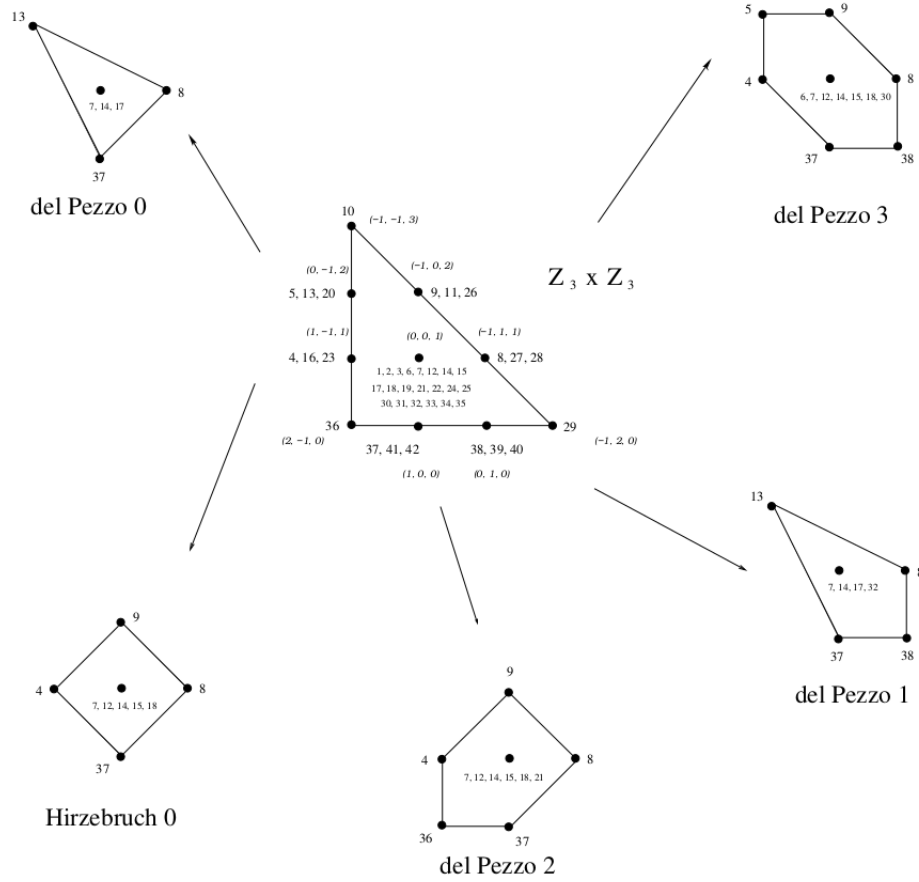 13
8
7, 14, 17
37
del Pezzo 0
5
9
4
8
6, 7, 12, 14, 15, 18, 30
37
38
del Pezzo 3
10
(−1, −1, 3)
(0, −1, 2)
(−1, 0, 2)
Z 3 x Z 3
5, 13, 20
9, 11, 26
(1, −1, 1)
(0, 0, 1)
(−1, 1, 1)
4, 16, 23
8, 27, 28
1, 2, 3, 6, 7, 12, 14, 15
17, 18, 19, 21, 22, 24, 25
30, 31, 32, 33, 34, 35
36
29
(2, −1, 0)
(−1, 2, 0)
37, 41, 42
38, 39, 40
(1, 0, 0)
(0, 1, 0)
13
8
7, 14, 17, 32
37
38
del Pezzo 1
9
4
8
7, 12, 14, 15, 18
37
Hirzebruch 0
9
4
8
7, 12, 14, 15, 18, 21
36
37
del Pezzo 2